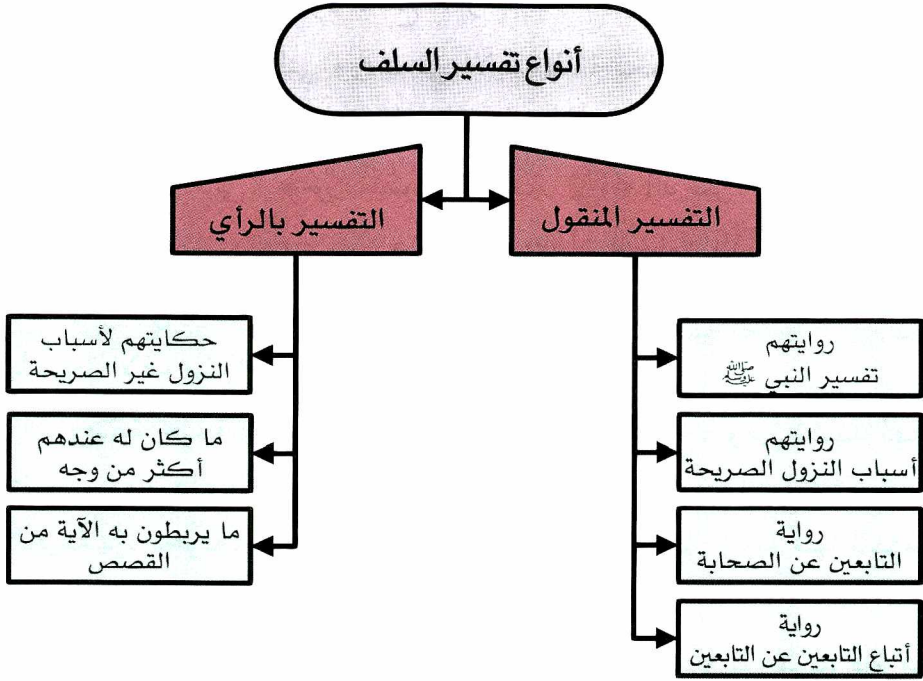 أنواع تفسير السلف
التفسير المنقول
روايتهم
تفسير النبي ﷺ
روايتهم
أسباب النزول الصريحة
رواية
التابعين عن الصحابة
رواية
أتباع التابعين عن التابعين
التفسير بالرأي
حكايتهم لأسباب
النزول غير الصريحة
ما كان له عندهم
أكثر من وجه
ما يربطون به الآية من
القصص